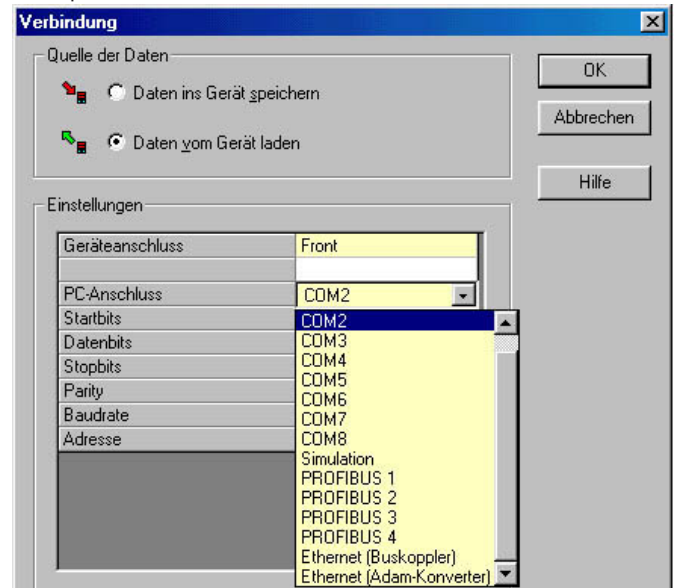 Verbindung
Quelle der Daten
Daten ins Gerät speichern
Daten vom Gerät laden
OK
Abbrechen
Hilfe
Einstellungen
Geräteanschluss Front
PC-Anschluss COM2
Startbits
Datenbits
Stopbits
Parity
Baudrate
Adresse
COM2
COM3
COM4
COM5
COM6
COM7
COM8
Simulation
PROFIBUS 1
PROFIBUS 2
PROFIBUS 3
PROFIBUS 4
Ethernet (Buskoppler)
Ethernet (Adam-Konverter)